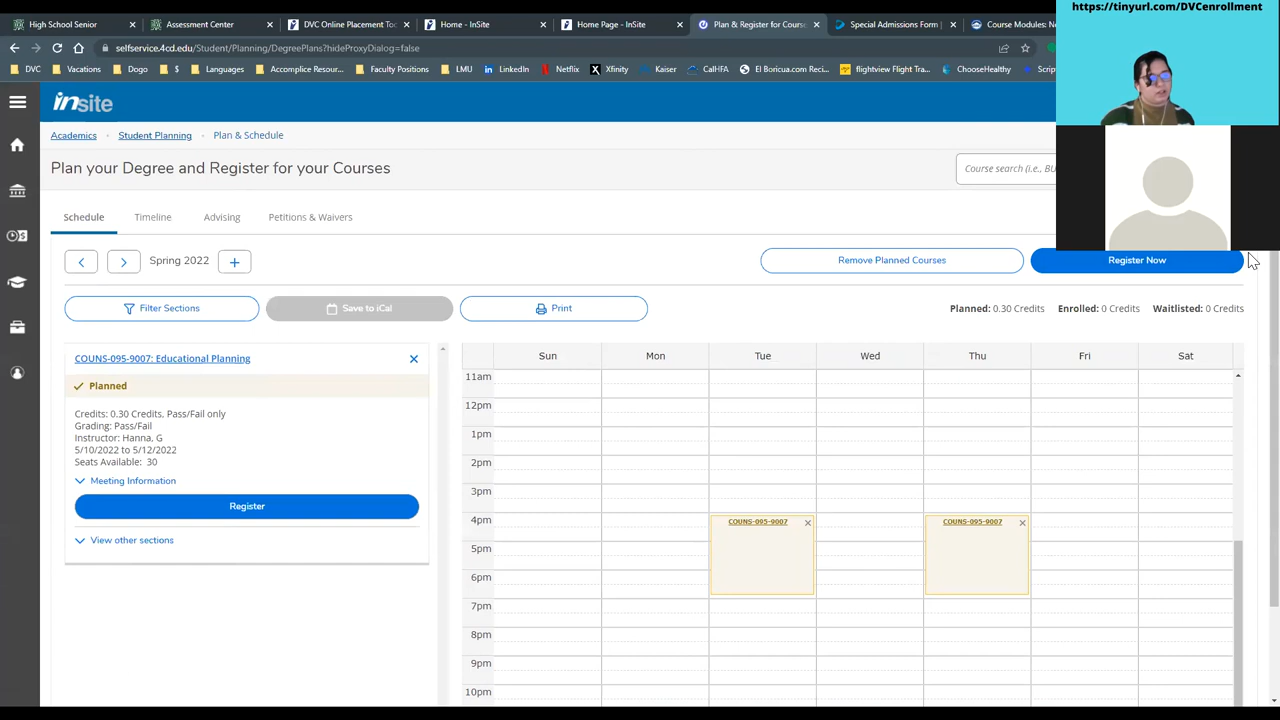 https://tinyurl.com/DVCenrollment
High School Senior
Assessment Center
DVC Online Placement Too
Home - InSite
Home Page - InSite
Plan & Register for Course
Special Admissions Form |
Course Modules: N
selfservice.4cd.edu/Student/Planning/DegreePlans?hideProxyDialog=false
DVC
Vacations
Dogo
$
Languages
Accomplice Resour...
Faculty Positions
LMU
LinkedIn
Netflix
Xfinity
Kaiser
CalHFA
El Boricua.com Reci...
flightview Flight Tra...
ChooseHealthy
Scrip
insite
Academics
Student Planning
Plan & Schedule
Plan your Degree and Register for your Courses
Course search (i.e., BU
Schedule
Timeline
Advising
Petitions & Waivers
Spring 2022
Remove Planned Courses
Register Now
Filter Sections
Save to iCal
Print
Planned: 0.30 Credits
Enrolled: 0 Credits
Waitlisted: 0 Credits
COUNS-095-9007: Educational Planning
Planned
Credits: 0.30 Credits, Pass/Fail only
Grading: Pass/Fail
Instructor: Hanna, G
5/10/2022 to 5/12/2022
Seats Available: 30
Meeting Information
Register
View other sections
Sun Mon Tue Wed Thu Fri Sat
11am
12pm
1pm
2pm
3pm
4pm
COUNS-095-9007 COUNS-095-9007
5pm
6pm
7pm
8pm
9pm
10pm